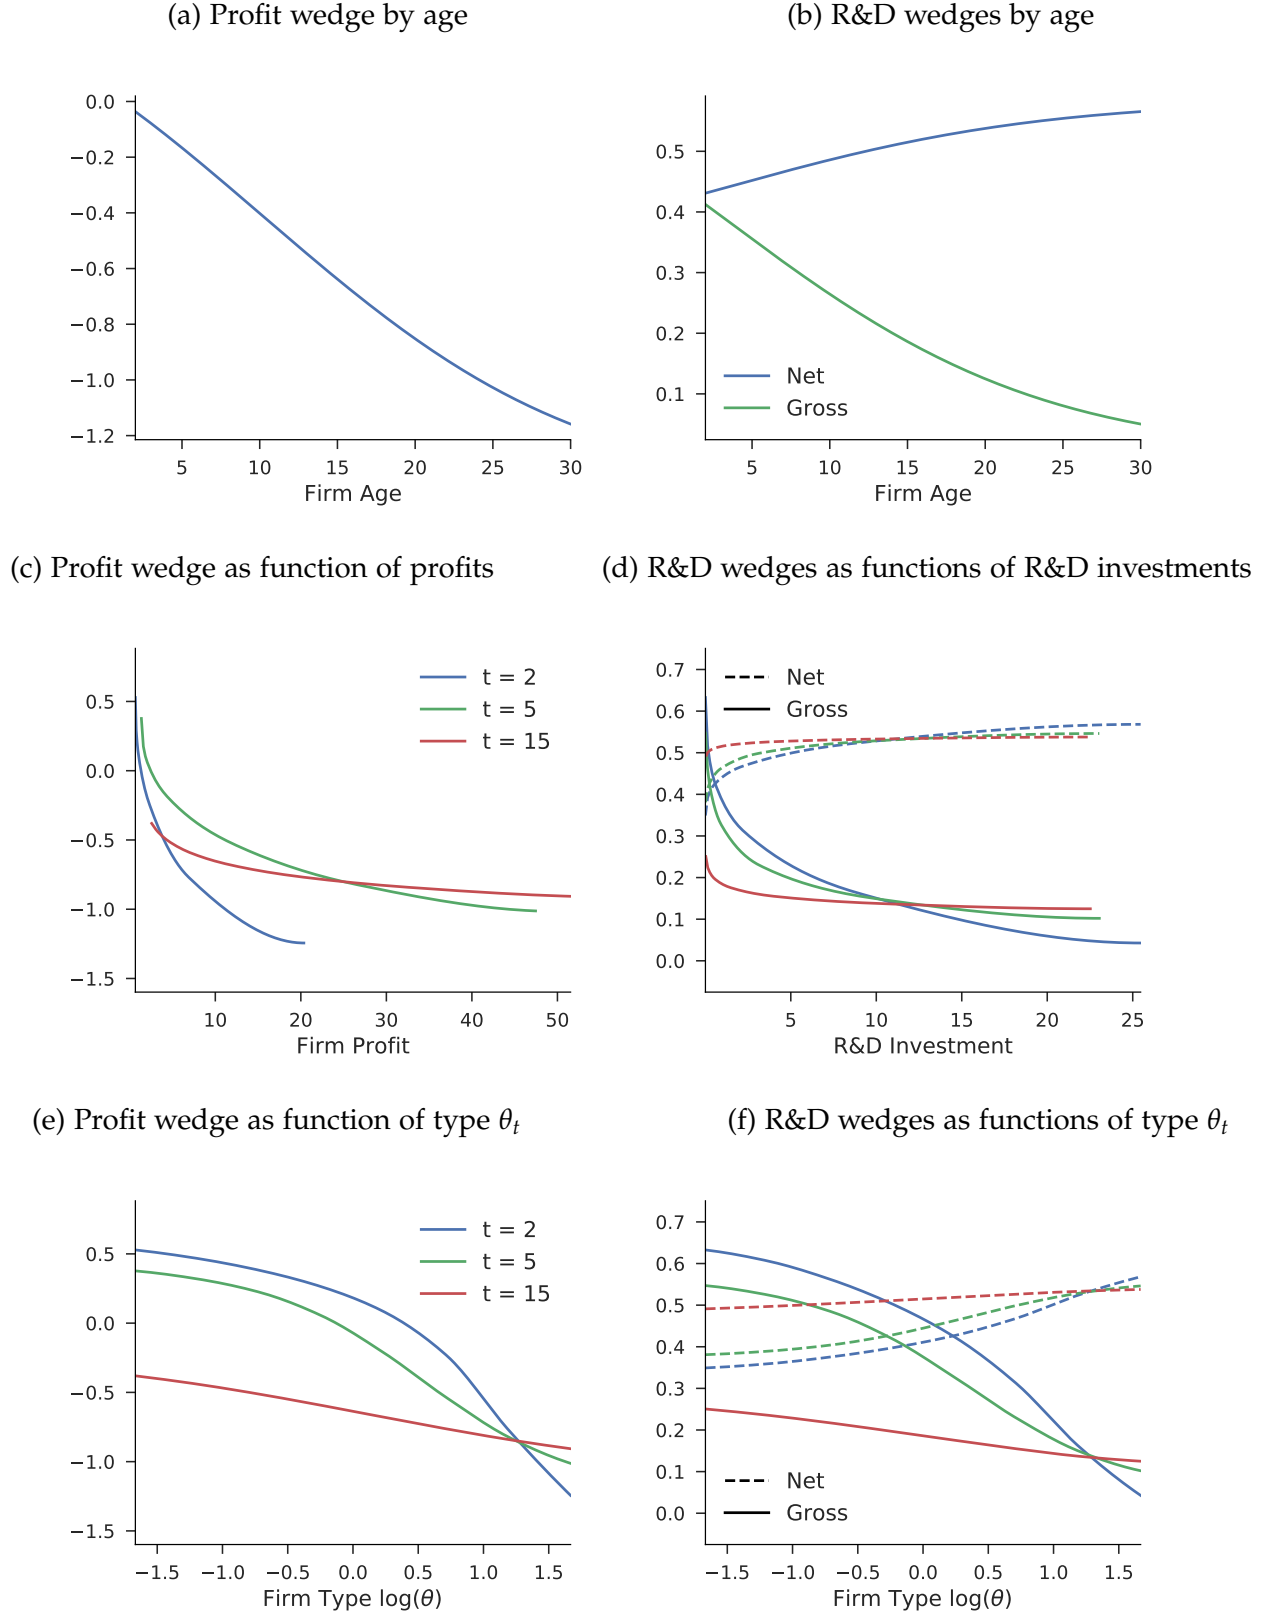 (a) Profit wedge by age
0.0
−0.2
−0.4
−0.6
−0.8
−1.0
−1.2
5 10 15 20 25 30
Firm Age
(b) R&D wedges by age
0.5
0.4
0.3
0.2
0.1
Net
Gross
5 10 15 20 25 30
Firm Age
(c) Profit wedge as function of profits
0.5
0.0
−0.5
−1.0
−1.5
t = 2
t = 5
t = 15
10 20 30 40 50
Firm Profit
(d) R&D wedges as functions of R&D investments
0.7
0.6
0.5
0.4
0.3
0.2
0.1
0.0
Net
Gross
5 10 15 20 25
R&D Investment
(e) Profit wedge as function of type θt
0.5
0.0
−0.5
−1.0
−1.5
t = 2
t = 5
t = 15
−1.5 −1.0 −0.5 0.0 0.5 1.0 1.5
Firm Type log(θ)
(f) R&D wedges as functions of type θt
0.7
0.6
0.5
0.4
0.3
0.2
0.1
0.0
Net
Gross
−1.5 −1.0 −0.5 0.0 0.5 1.0 1.5
Firm Type log(θ)